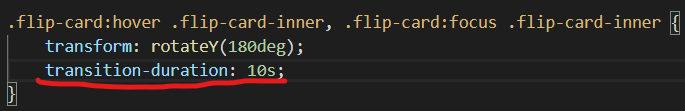 .flip-card:hover .flip-card-inner, .flip-card:focus .flip-card-inner {
transform: rotateY(180deg);
transition-duration: 10s;
}